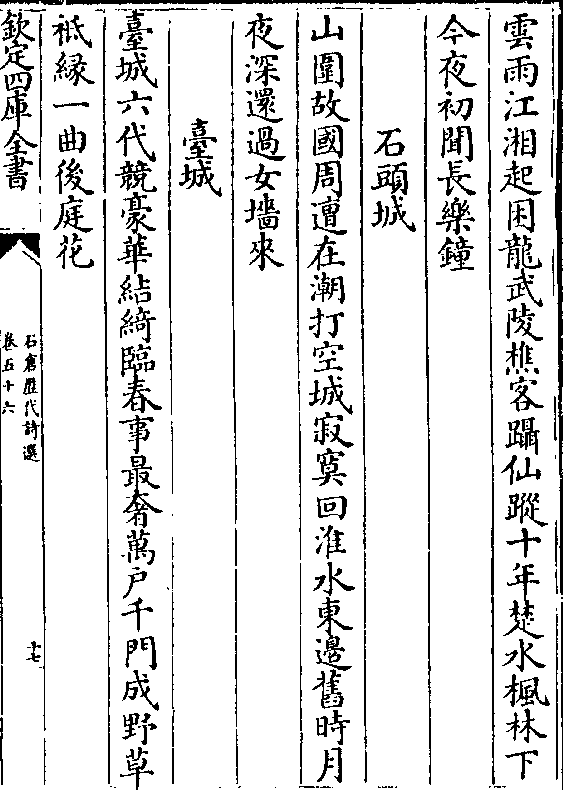 雲雨江湘起困龍武陵樵客躡仙蹤十年楚水楓林下
今夜初聞長樂鐘
石頭城
山圍故國周遭在潮打空城寂寞回淮水東邊舊時月
夜深還過女墻來
臺城
臺城六代競豪華結綺臨春事最奢萬戶千門成野草
祗緣一曲後庭花
欽定四庫全書
石倉歷代詩選
卷五十六
十七